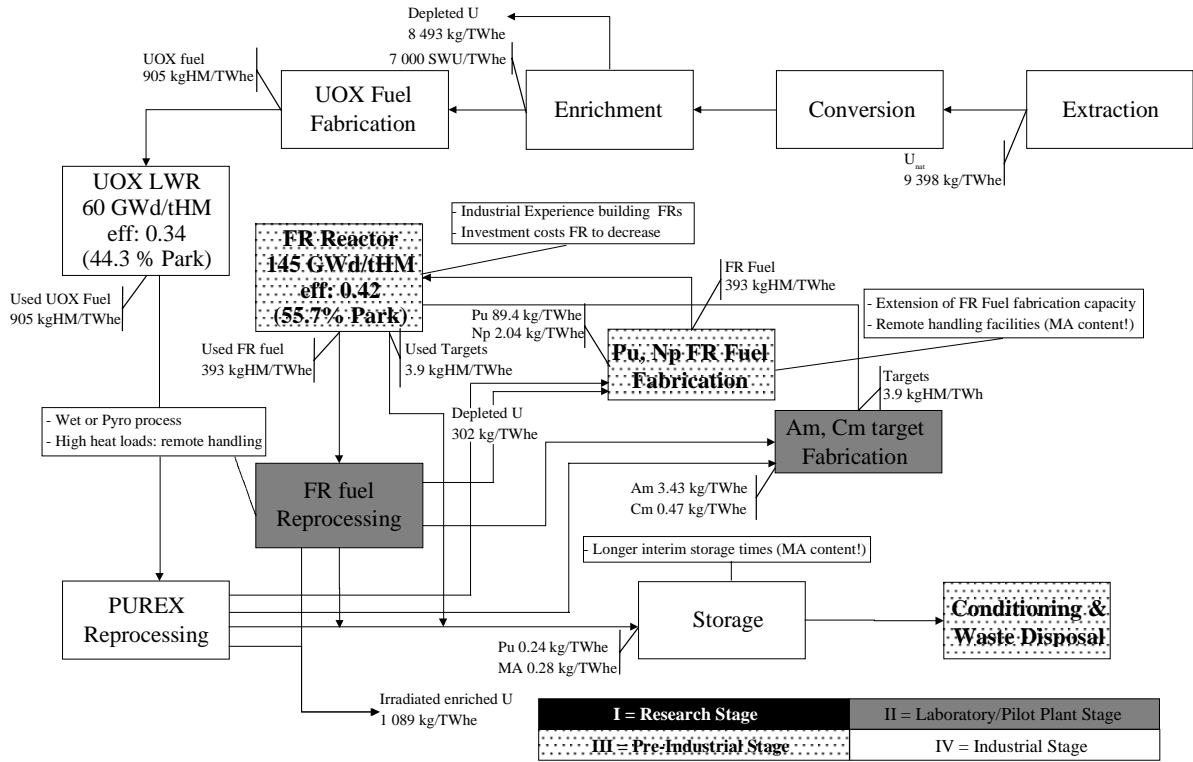 Depleted U
8 493 kg/TWhe
7 000 SWU/TWhe
UOX fuel
905 kgHM/TWhe
UOX Fuel
Fabrication
Enrichment
Conversion
Extraction
U nat
9 398 kg/TWhe
UOX LWR
60 GWd/tHM
eff: 0.34
(44.3 % Park)
FR Reactor
145 GWd/tHM
eff: 0.42
(55.7% Park)
- Industrial Experience building FRs
- Investment costs FR to decrease
FR Fuel
393 kgHM/TWhe
Used UOX Fuel
905 kgHM/TWhe
Pu 89.4 kg/TWhe
Np 2.04 kg/TWhe
- Extension of FR Fuel fabrication capacity
- Remote handling facilities (MA content!)
Used FR fuel
393 kgHM/TWhe
Used Targets
3.9 kgHM/TWhe
Pu, Np FR Fuel
Fabrication
Targets
3.9 kgHM/TWh
- Wet or Pyro process
- High heat loads: remote handling
Depleted U
302 kg/TWhe
Am, Cm target
Fabrication
FR fuel
Reprocessing
Am 3.43 kg/TWhe
Cm 0.47 kg/TWhe
- Longer interim storage times (MA content!)
PUREX
Reprocessing
Storage
Conditioning &
Waste Disposal
Pu 0.24 kg/TWhe
MA 0.28 kg/TWhe
Irradiated enriched U
1 089 kg/TWhe
I = Research Stage
II = Laboratory/Pilot Plant Stage
III = Pre-Industrial Stage
IV = Industrial Stage